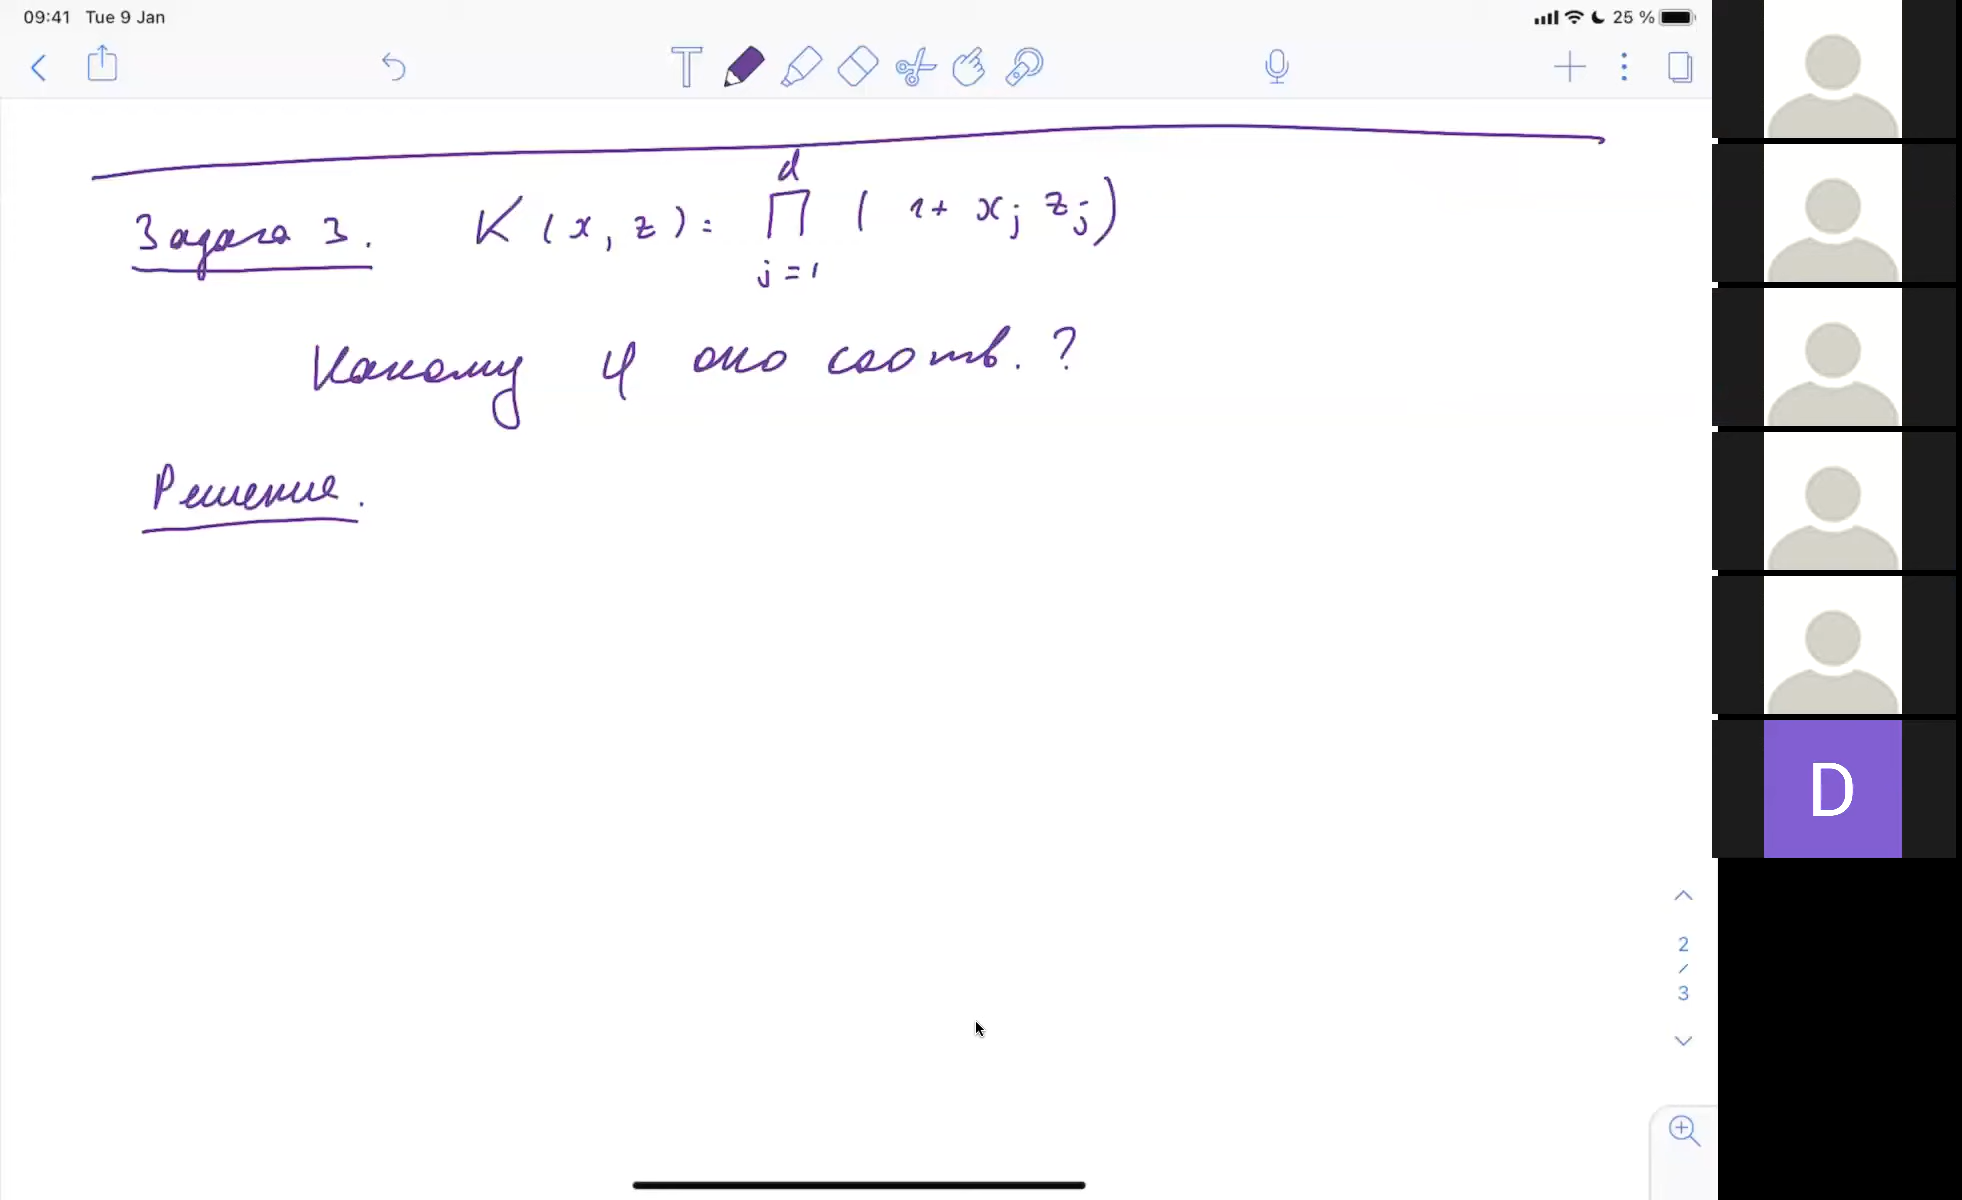 09:41 Tue 9 Jan 25 %
Задача 3. K(x, z) = ∏_{j=1}^{d} (1 + x_j z_j)
Какому φ оно соотв.?
Решение.
D
2
/
3